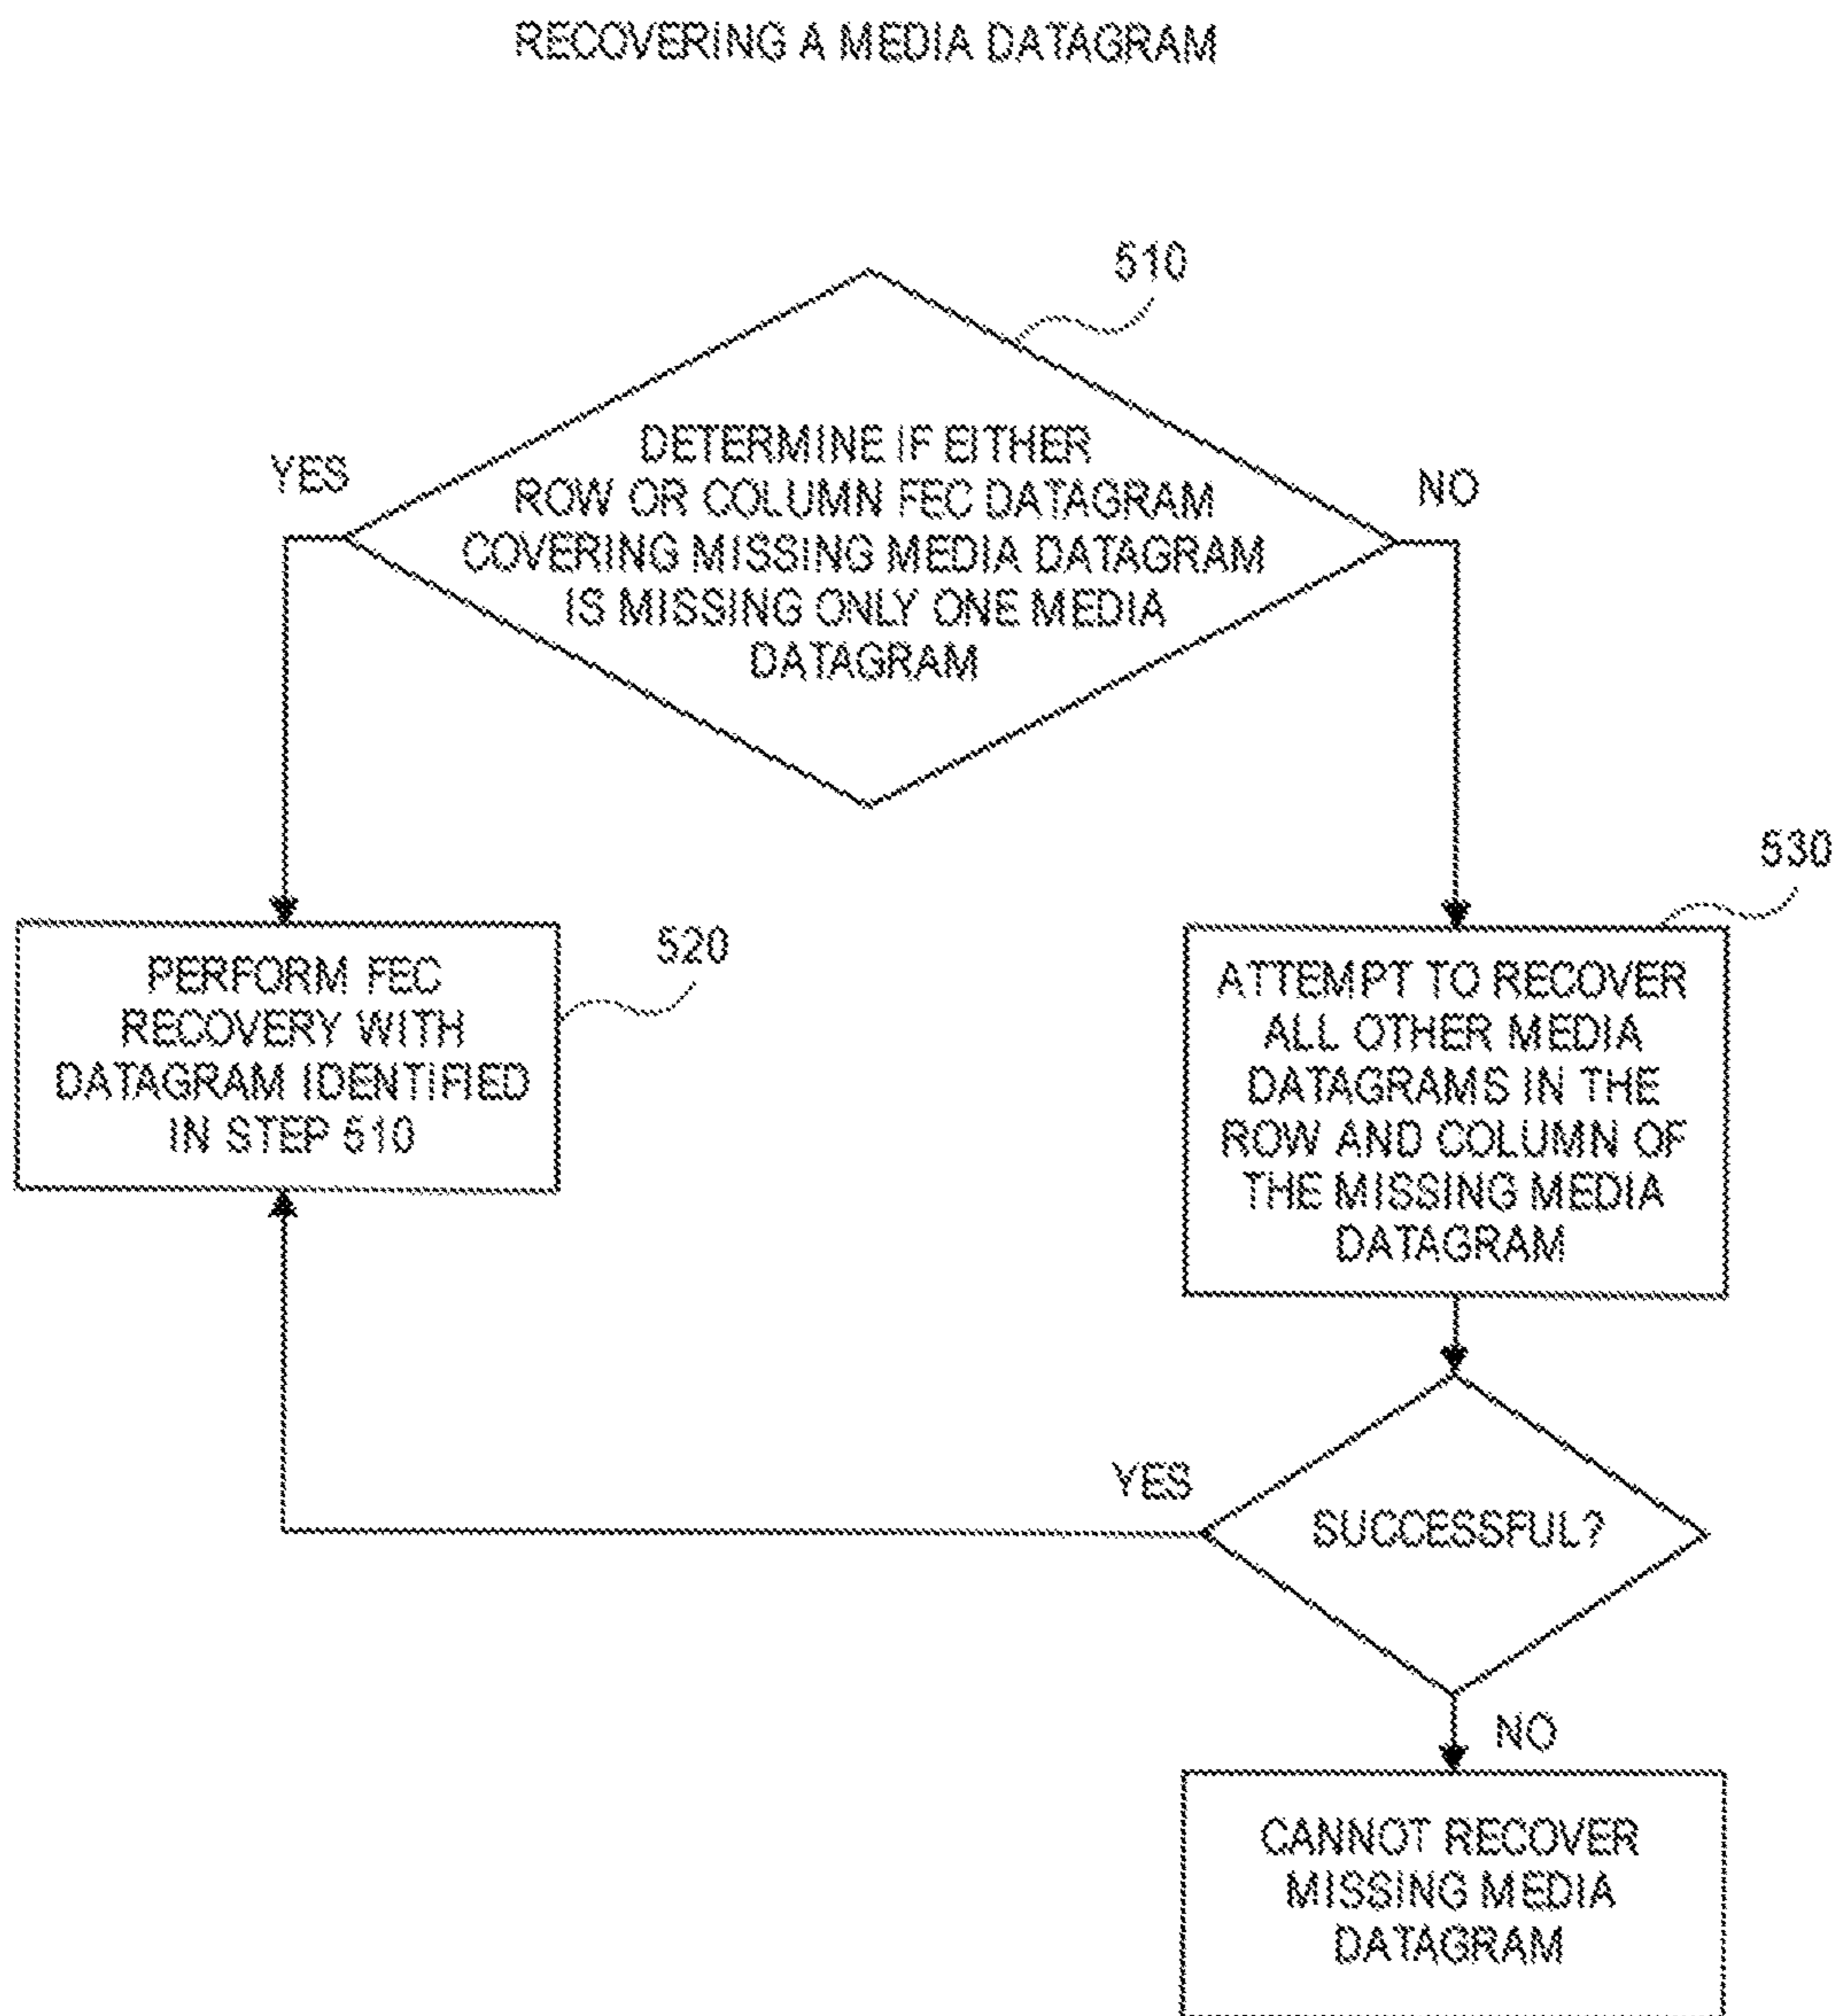 RECOVERING A MEDIA DATAGRAM
510
DETERMINE IF EITHER
ROW OR COLUMN FEC DATAGRAM
COVERING MISSING MEDIA DATAGRAM
IS MISSING ONLY ONE MEDIA
DATAGRAM
YES
NO
520
PERFORM FEC
RECOVERY WITH
DATAGRAM IDENTIFIED
IN STEP 510
530
ATTEMPT TO RECOVER
ALL OTHER MEDIA
DATAGRAMS IN THE
ROW AND COLUMN OF
THE MISSING MEDIA
DATAGRAM
YES
SUCCESSFUL?
NO
CANNOT RECOVER
MISSING MEDIA
DATAGRAM